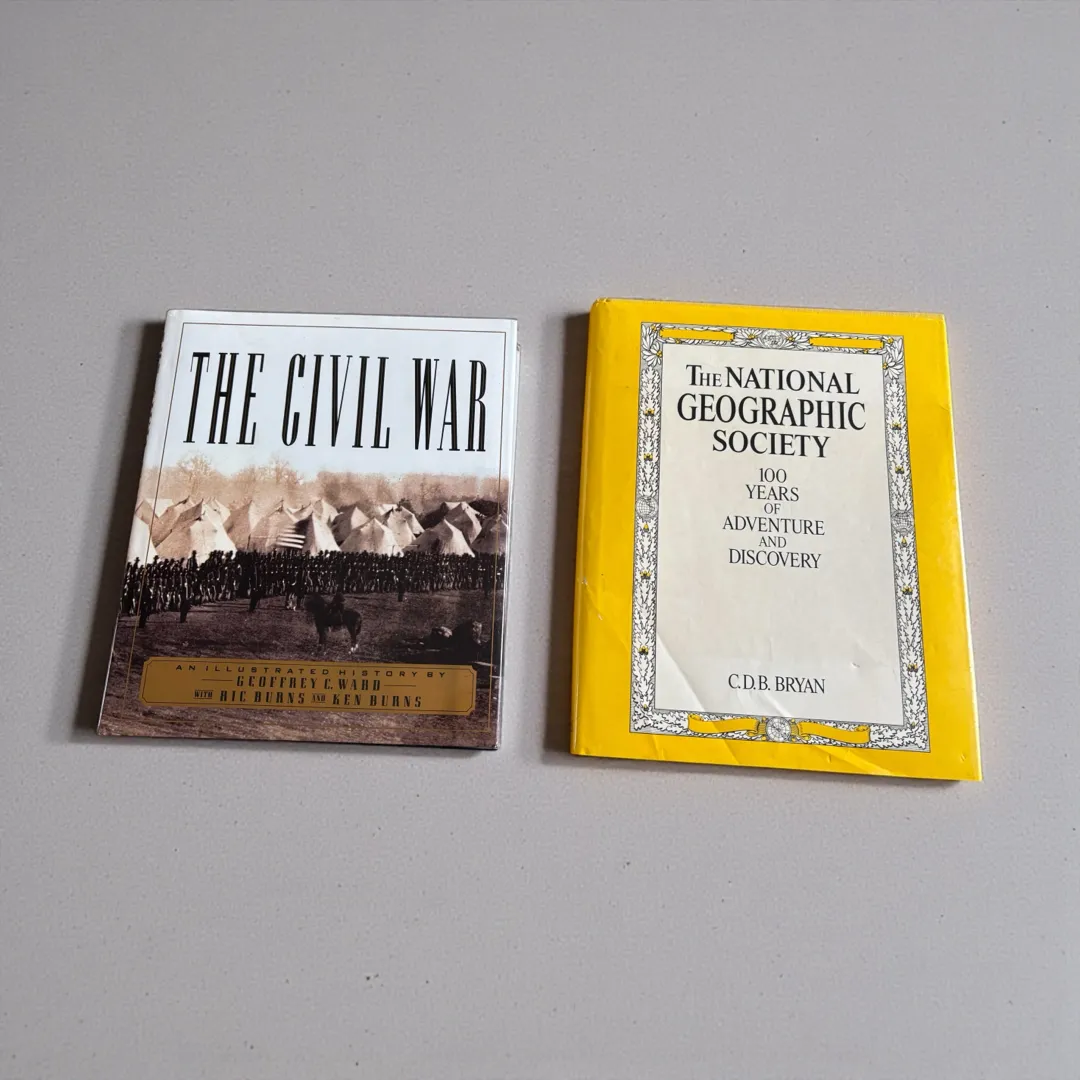 THE CIVIL WAR
AN ILLUSTRATED HISTORY BY
GEOFFREY C. WARD
WITH RIC BURNS AND KEN BURNS
THE NATIONAL
GEOGRAPHIC
SOCIETY
100
YEARS
OF
ADVENTURE
AND
DISCOVERY
C.D.B. BRYAN